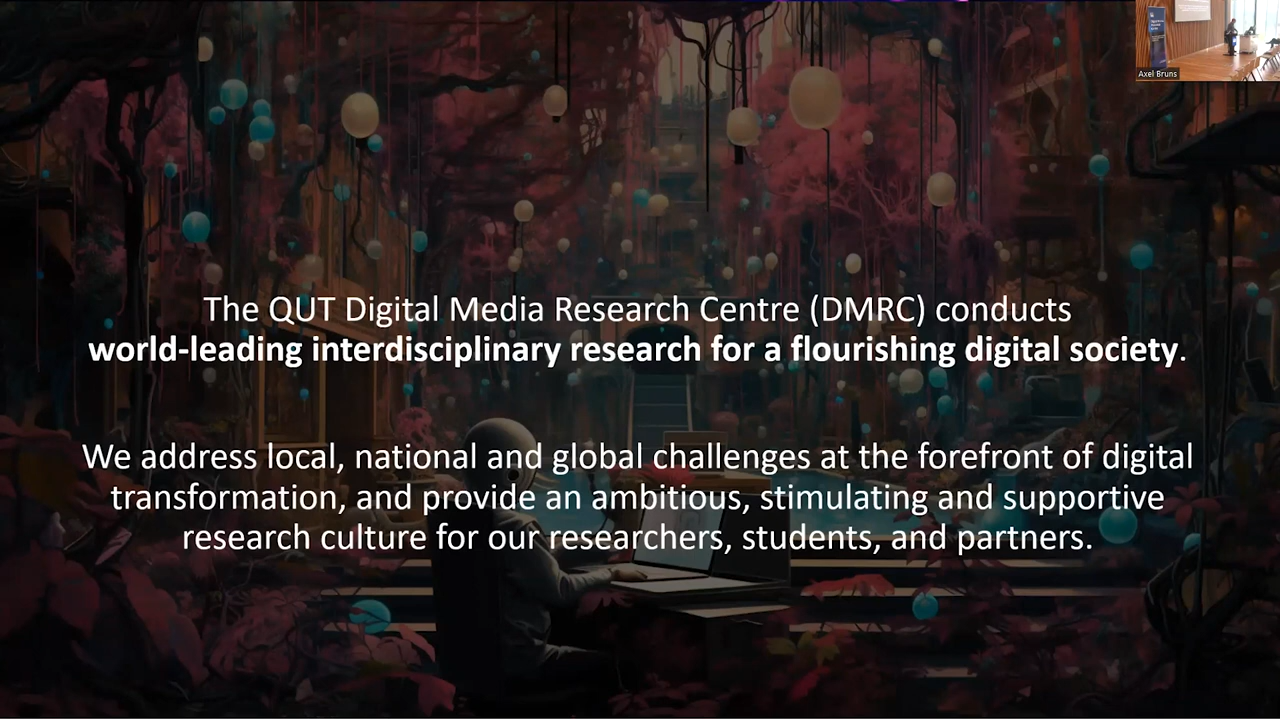 Axel Bruns
The QUT Digital Media Research Centre (DMRC) conducts
world-leading interdisciplinary research for a flourishing digital society.
We address local, national and global challenges at the forefront of digital
transformation, and provide an ambitious, stimulating and supportive
research culture for our researchers, students, and partners.